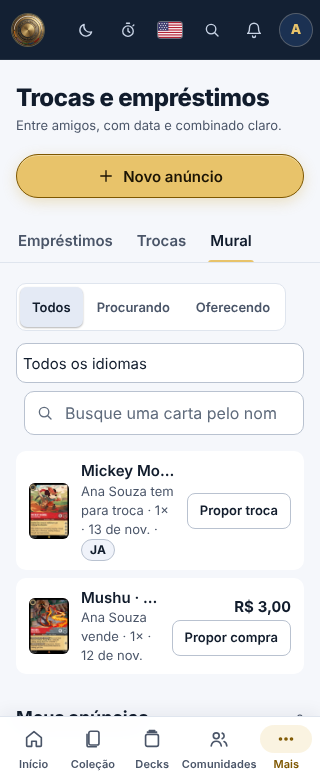 A
Trocas e empréstimos
Entre amigos, com data e combinado claro.
+ Novo anúncio
Empréstimos Trocas Mural
Todos Procurando Oferecendo
Todos os idiomas
Busque uma carta pelo nom
Mickey Mo...
Ana Souza tem
para troca · 1×
· 13 de nov. ·
JA
Propor troca
Mushu · ...
Ana Souza
vende · 1× ·
12 de nov.
R$ 3,00
Propor compra
Meus anúncios
Início Coleção Decks Comunidades Mais